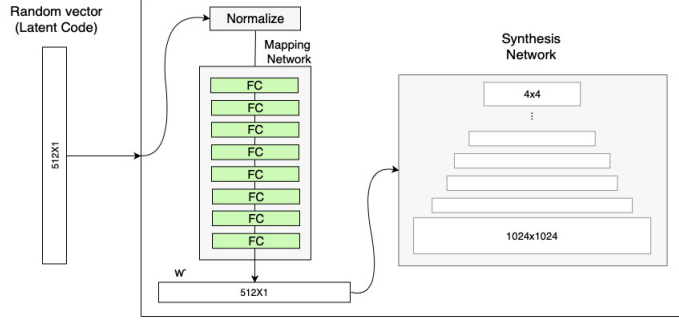 Random vector
(Latent Code)
512X1
Normalize
Mapping
Network
FC
FC
FC
FC
FC
FC
FC
FC
w
512X1
Synthesis
Network
4x4
⋮
1024x1024